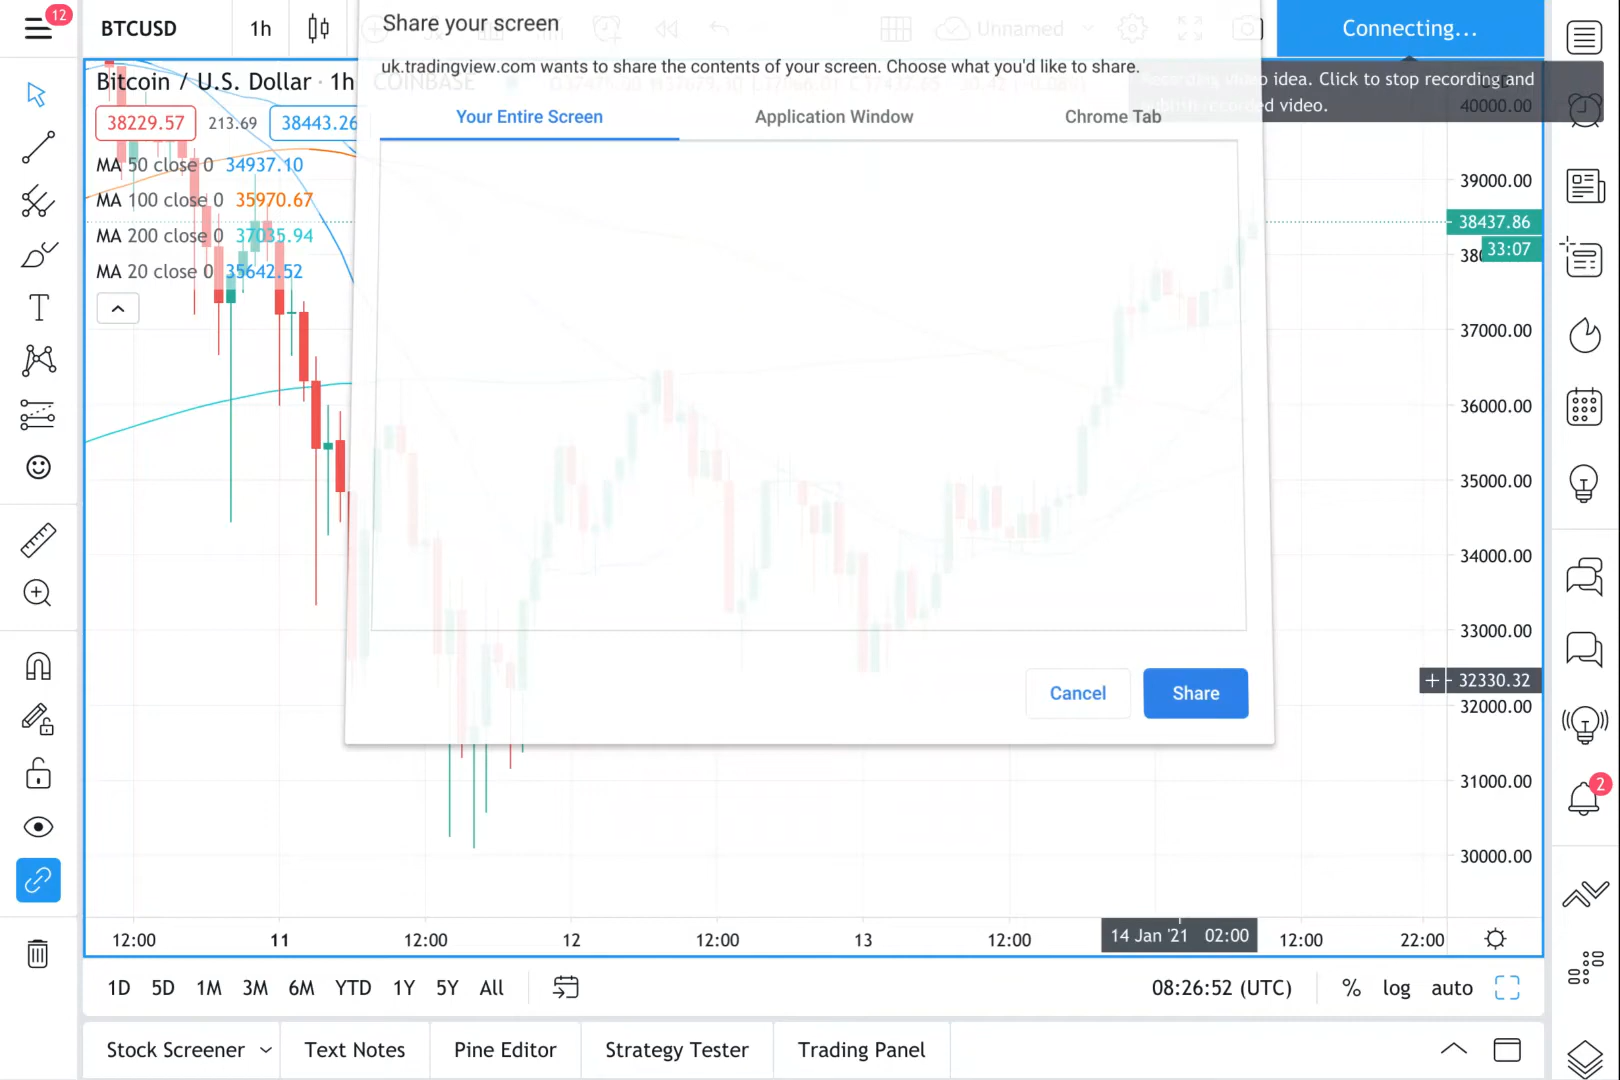 12
BTCUSD
1h
Unnamed
Connecting...
Share your screen
uk.tradingview.com wants to share the contents of your screen. Choose what you'd like to share.
Your Entire Screen
Application Window
Chrome Tab
video idea. Click to stop recording and
recorded video.
Bitcoin / U.S. Dollar · 1h
COINBASE
38229.57
213.69
38443.26
MA 50 close 0 34937.10
MA 100 close 0 35970.67
MA 200 close 0 37035.94
MA 20 close 0 35642.52
40000.00
39000.00
38437.86
33:07
37000.00
36000.00
35000.00
34000.00
33000.00
32330.32
32000.00
31000.00
30000.00
Cancel
Share
2
12:00
11
12:00
12
12:00
13
12:00
14 Jan '21 02:00
12:00
22:00
1D 5D 1M 3M 6M YTD 1Y 5Y All
08:26:52 (UTC)
%
log
auto
Stock Screener
Text Notes
Pine Editor
Strategy Tester
Trading Panel